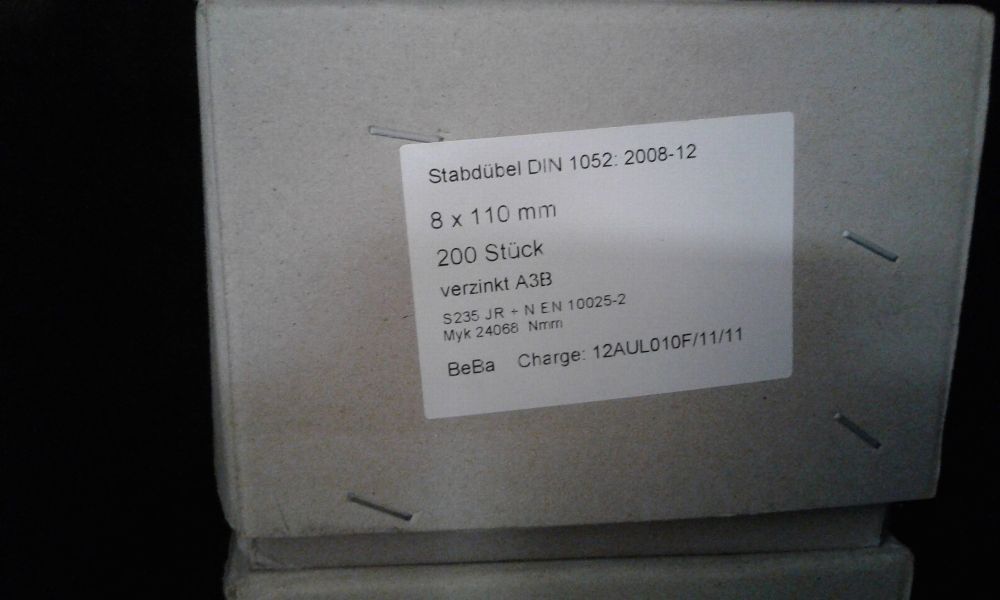 Stabdübel DIN 1052: 2008-12
8 x 110 mm
200 Stück
verzinkt A3B
S235 JR + N EN 10025-2
Myk 24068 Nmm
BeBa Charge: 12AUL010F/11/11